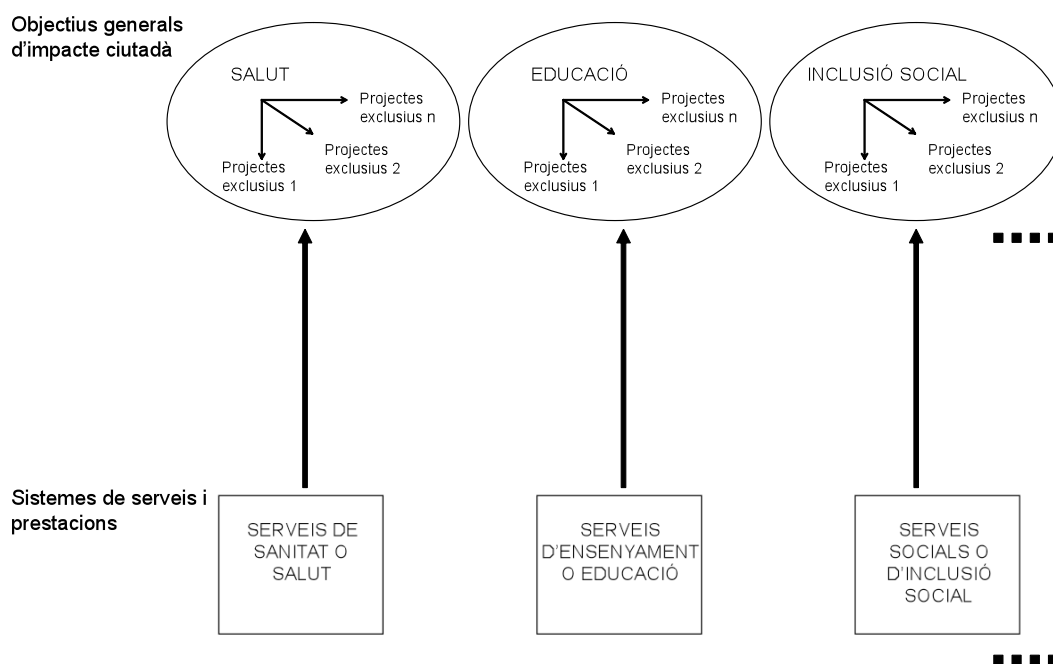 Objectius generals
d'impacte ciutadà
SALUT
Projectes
exclusius n
Projectes
exclusius 2
Projectes
exclusius 1
EDUCACIÓ
Projectes
exclusius n
Projectes
exclusius 2
Projectes
exclusius 1
INCLUSIÓ SOCIAL
Projectes
exclusius n
Projectes
exclusius 2
Projectes
exclusius 1
Sistemes de serveis i
prestacions
SERVEIS DE
SANITAT O
SALUT
SERVEIS
D'ENSENYAMENT
O EDUCACIÓ
SERVEIS
SOCIALS O
D'INCLUSIÓ
SOCIAL